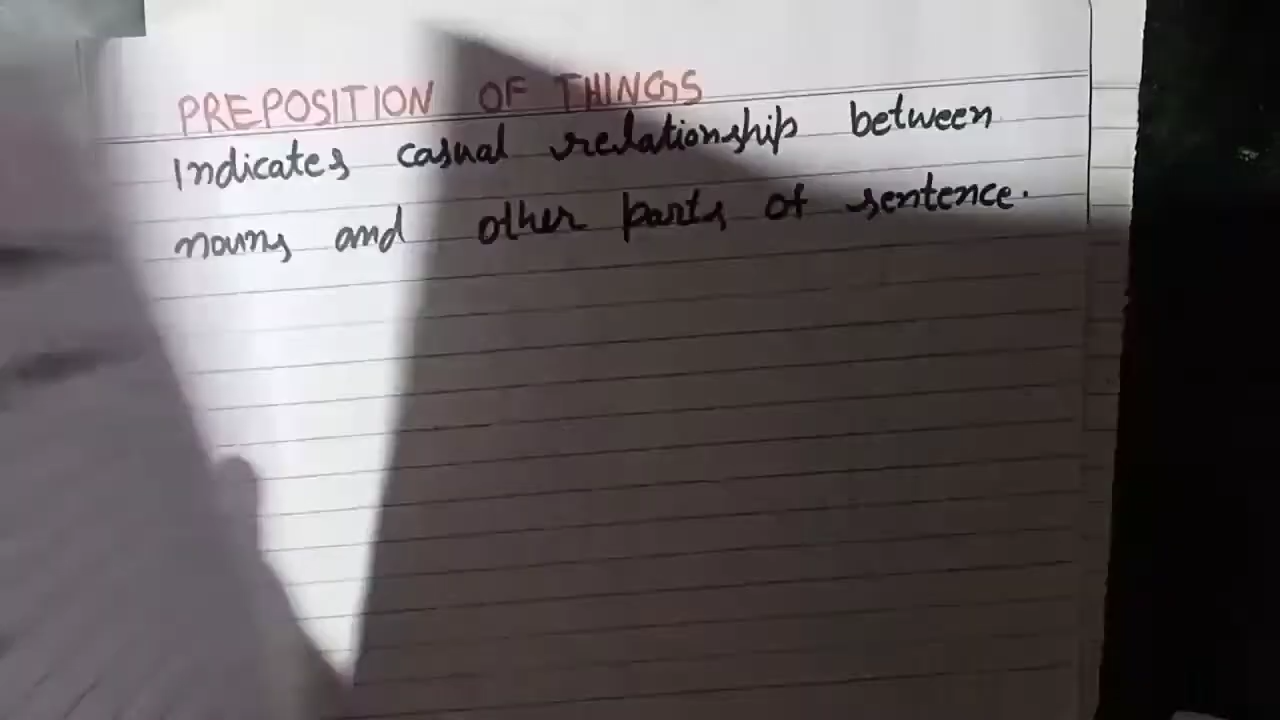 PREPOSITION OF THINGS
Indicates casual relationship between
nouns and other parts of sentence.